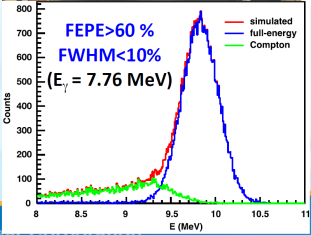 800
700
600
500
400
300
200
100
0
Counts
FEPE>60 %
FWHM<10%
(Eγ = 7.76 MeV)
simulated
full-energy
Compton
8 8.5 9 9.5 10 10.5 11
E (MeV)